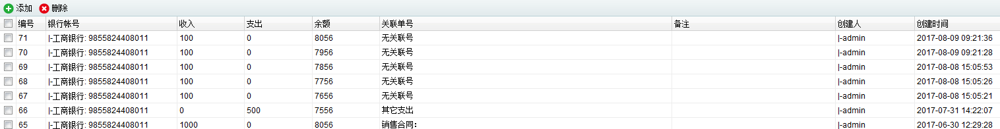 添加 删除
编号 银行帐号 收入 支出 余额 关联单号 备注 创建人 创建时间
71 |-工商银行: 9855824408011 100 0 8056 无关联号 |-admin 2017-08-09 09:21:36
70 |-工商银行: 9855824408011 100 0 7956 无关联号 |-admin 2017-08-09 09:21:28
69 |-工商银行: 9855824408011 100 0 7856 无关联号 |-admin 2017-08-08 15:05:53
68 |-工商银行: 9855824408011 100 0 7756 无关联号 |-admin 2017-08-08 15:05:26
67 |-工商银行: 9855824408011 100 0 7656 无关联号 |-admin 2017-08-08 15:05:21
66 |-工商银行: 9855824408011 0 500 7556 其它支出 |-admin 2017-07-31 14:22:07
65 |-工商银行: 9855824408011 1000 0 8056 销售合同: |-admin 2017-06-30 12:29:28